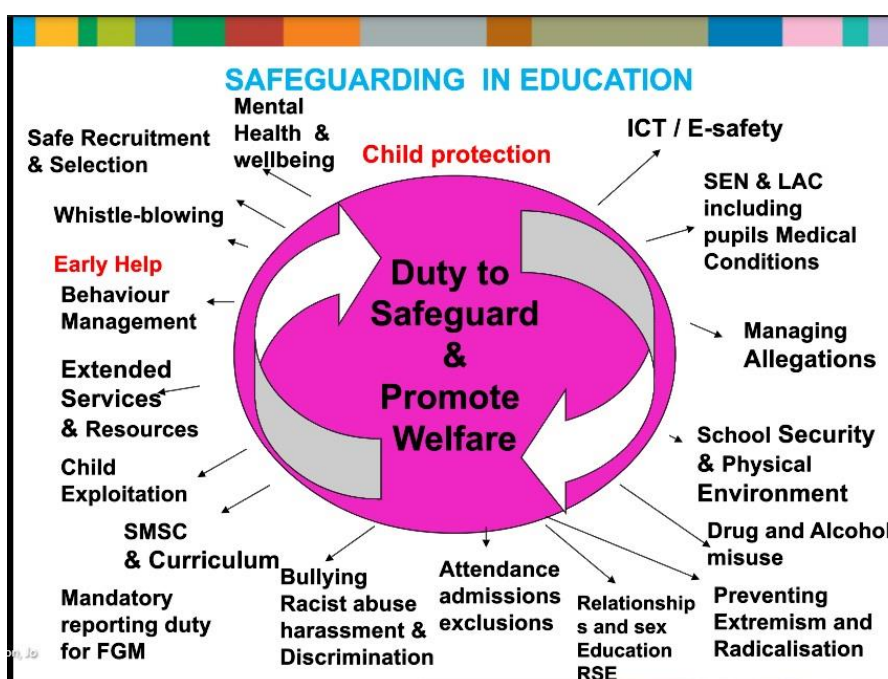 SAFEGUARDING IN EDUCATION
Mental
Health &
wellbeing
Safe Recruitment
& Selection
Whistle-blowing
Early Help
Behaviour
Management
Extended
Services
& Resources
Child
Exploitation
SMSC
& Curriculum
Mandatory
reporting duty
for FGM
Child protection
Duty to
Safeguard
&
Promote
Welfare
ICT / E-safety
SEN & LAC
including
pupils Medical
Conditions
Managing
Allegations
School Security
& Physical
Environment
Drug and Alcohol
misuse
Preventing
Extremism and
Radicalisation
Relationship
s and sex
Education
RSE
Attendance
admissions
exclusions
Bullying
Racist abuse
harassment &
Discrimination
on, Jo